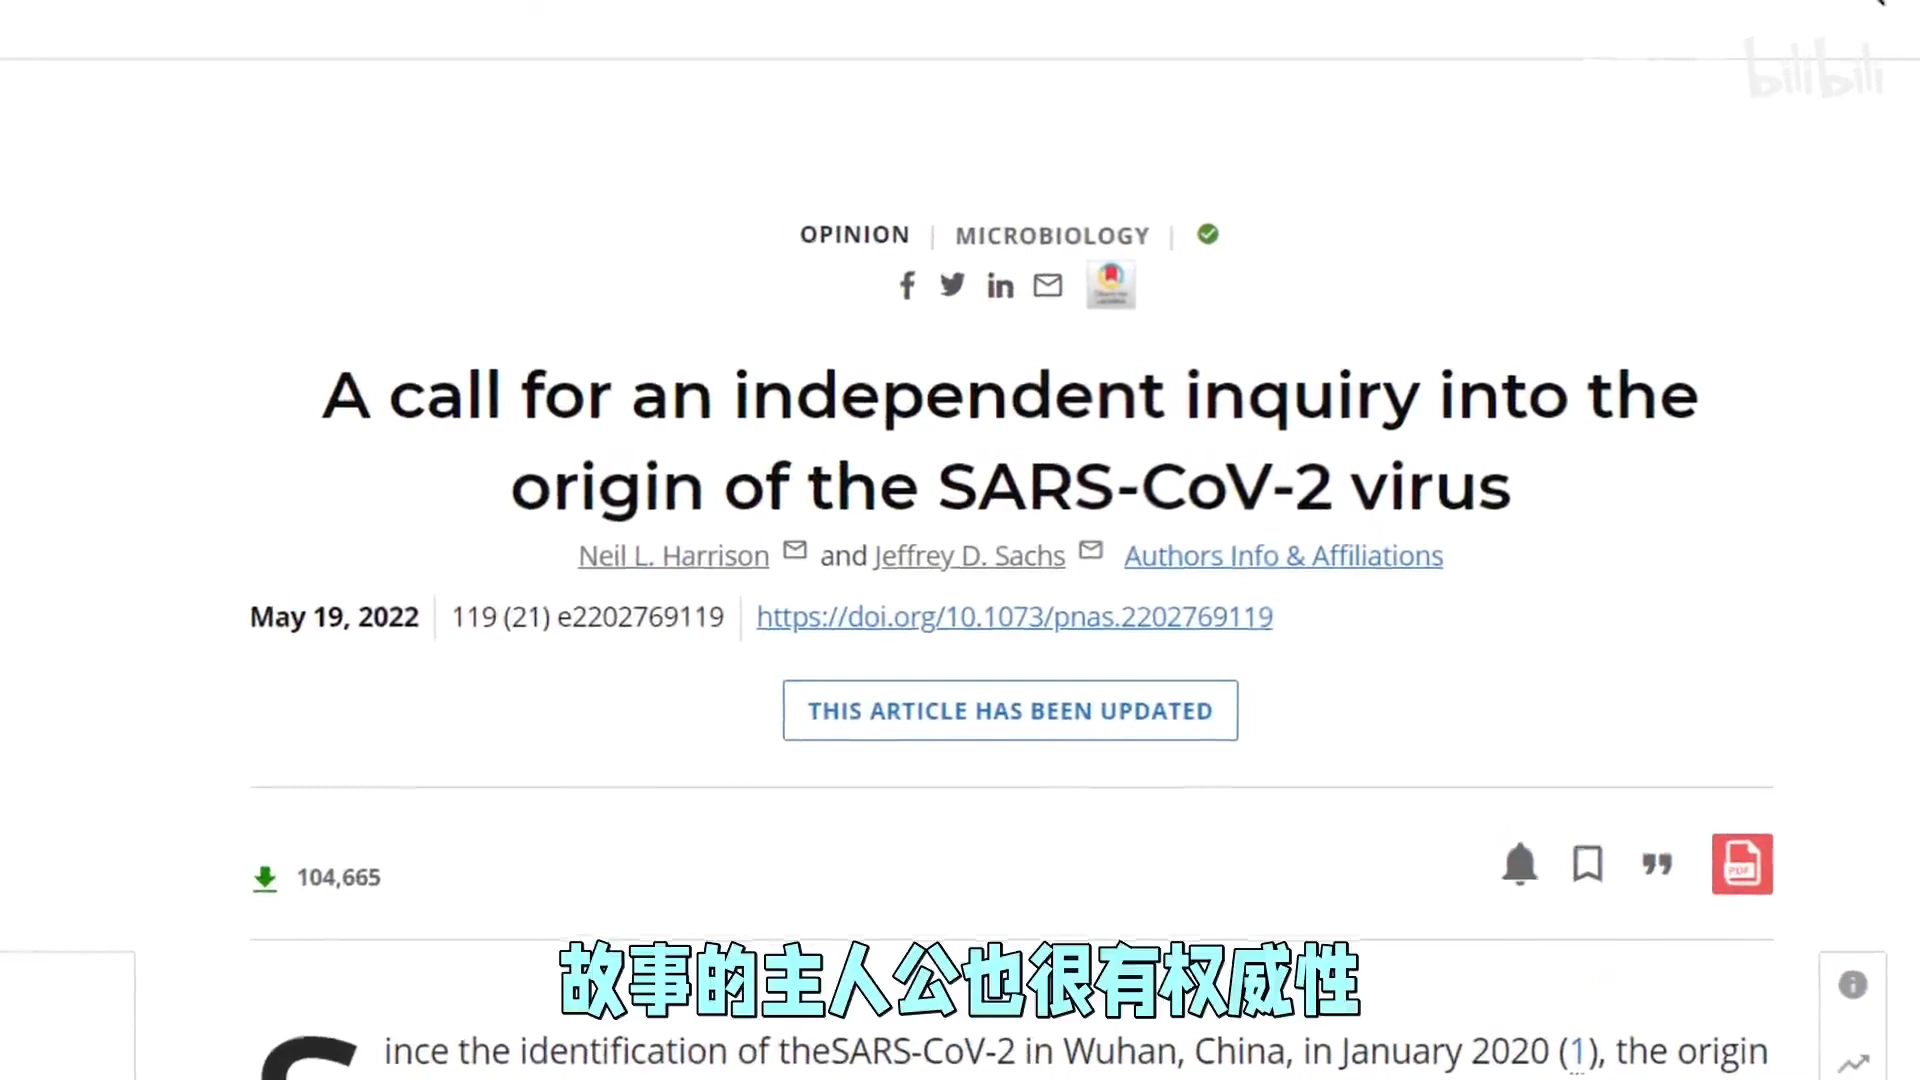 bilibili
OPINION | MICROBIOLOGY |
A call for an independent inquiry into the
origin of the SARS-CoV-2 virus
Neil L. Harrison and Jeffrey D. Sachs Authors Info & Affiliations
May 19, 2022 | 119 (21) e2202769119 | https://doi.org/10.1073/pnas.2202769119
THIS ARTICLE HAS BEEN UPDATED
104,665
PDF
故事的主人公也很有权威性
ince the identification of theSARS-CoV-2 in Wuhan, China, in January 2020 (1), the origin